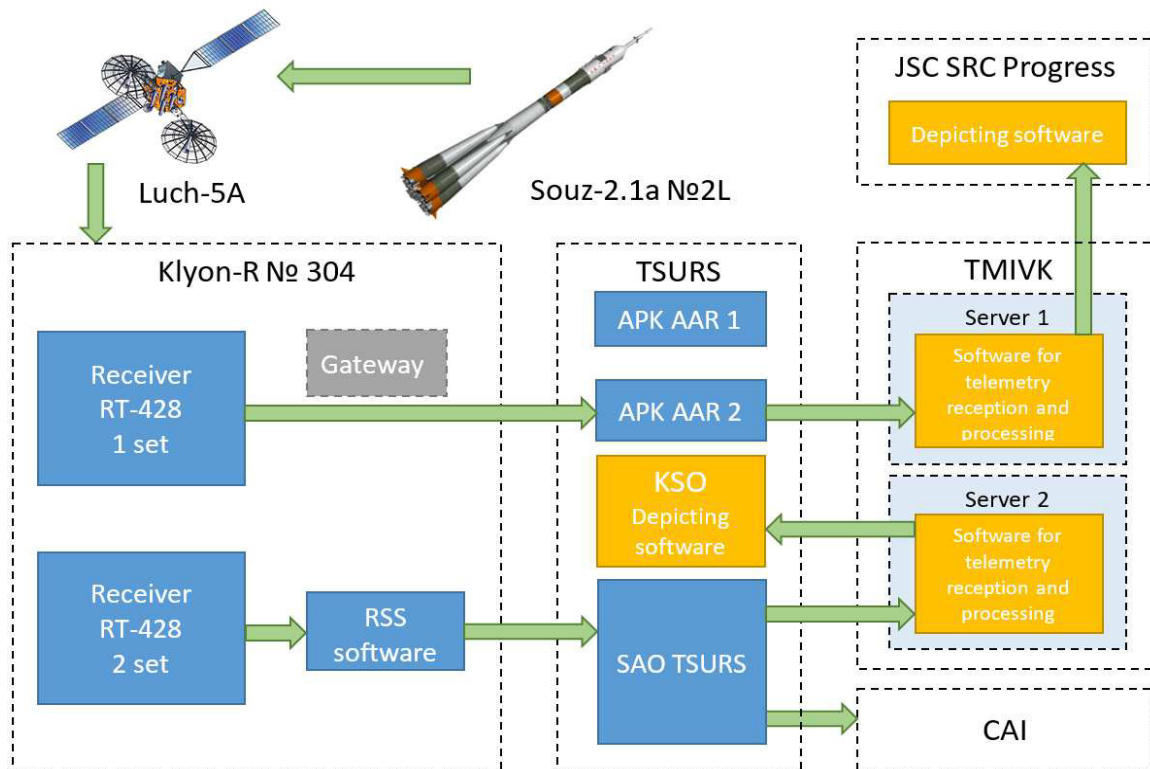 JSC SRC Progress
Depicting software
Luch-5A
Souz-2.1a №2L
Klyon-R № 304
Receiver
RT-428
1 set
Gateway
Receiver
RT-428
2 set
RSS
software
TSURS
APK AAR 1
APK AAR 2
KSO
Depicting
software
SAO TSURS
TMIVK
Server 1
Software for
telemetry
reception and
processing
Server 2
Software for
telemetry
reception and
processing
CAI